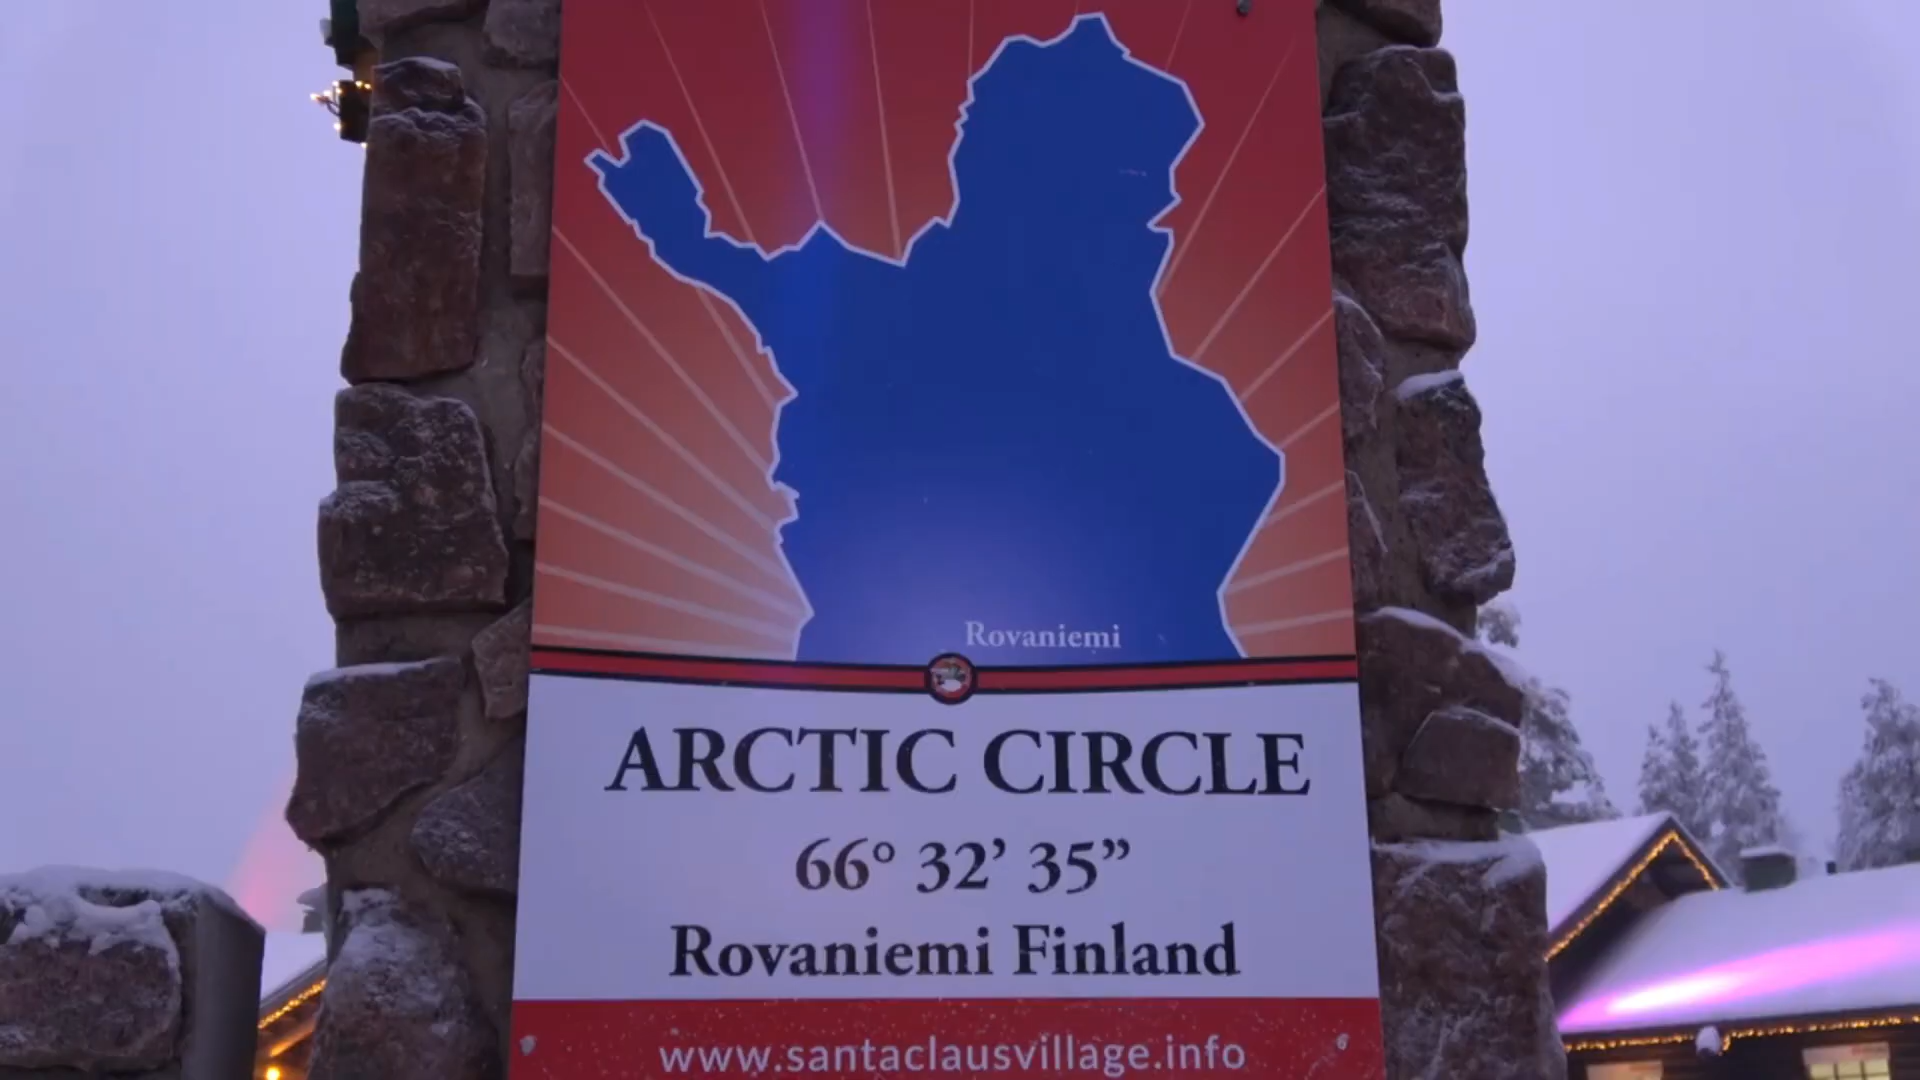 Rovaniemi
ARCTIC CIRCLE
66° 32’ 35”
Rovaniemi Finland
www.santaclausvillage.info